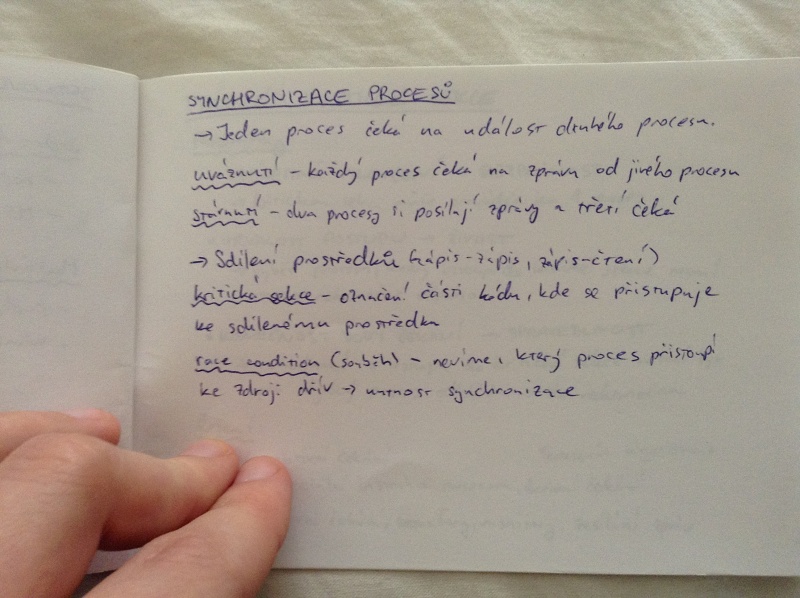 SYNCHRONIZACE PROCESŮ
→ Jeden proces čeká na událost druhého procesu.
uváznutí – každý proces čeká na zprávu od jiného procesu
stárnutí – dva procesy si posílají zprávy a třetí čeká
→ Sdílení prostředků (zápis-zápis, zápis-čtení)
kritická sekce – označení části kódu, kde se přistupuje
ke sdílenému prostředku
race condition (souběh) – nevíme, který proces přistoupí
ke zdroji dřív → nutnost synchronizace